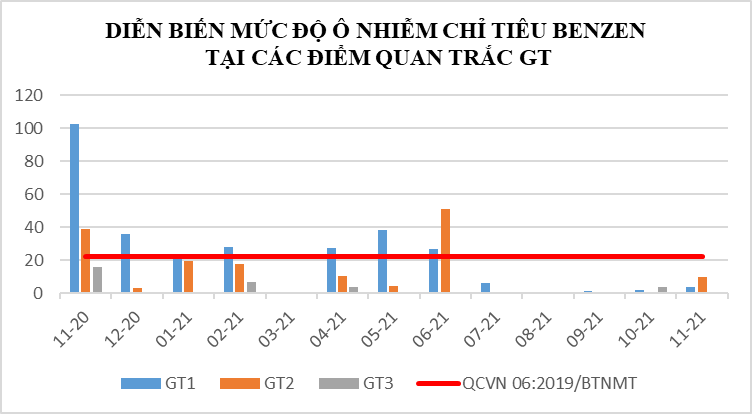 DIỄN BIẾN MỨC ĐỘ Ô NHIỄM CHỈ TIÊU BENZEN
TẠI CÁC ĐIỂM QUAN TRẮC GT
120
100
80
60
40
20
0
11-20 12-20 01-21 02-21 03-21 04-21 05-21 06-21 07-21 08-21 09-21 10-21 11-21
GT1 GT2 GT3 QCVN 06:2019/BTNMT